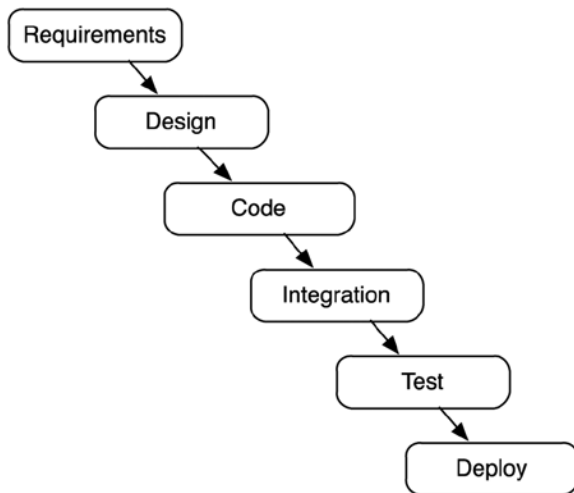 Requirements
Design
Code
Integration
Test
Deploy